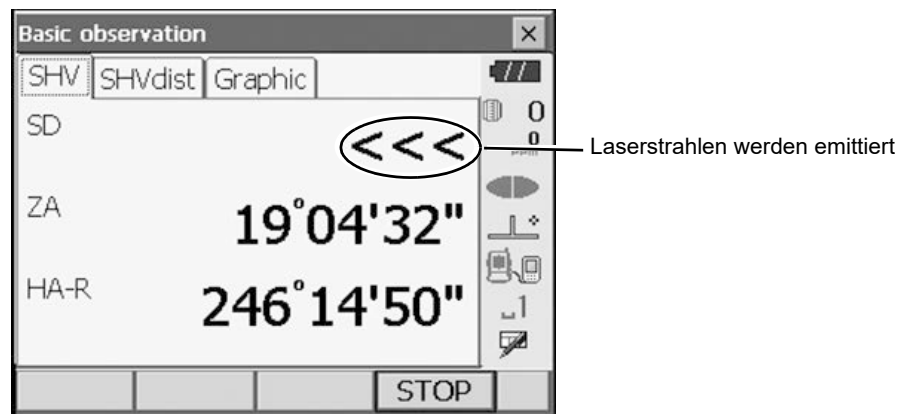 Basic observation
SHV SHVdist Graphic
SD
<<<
0
0
ppm
Laserstrahlen werden emittiert
ZA
19°04'32"
HA-R
246°14'50"
1
STOP